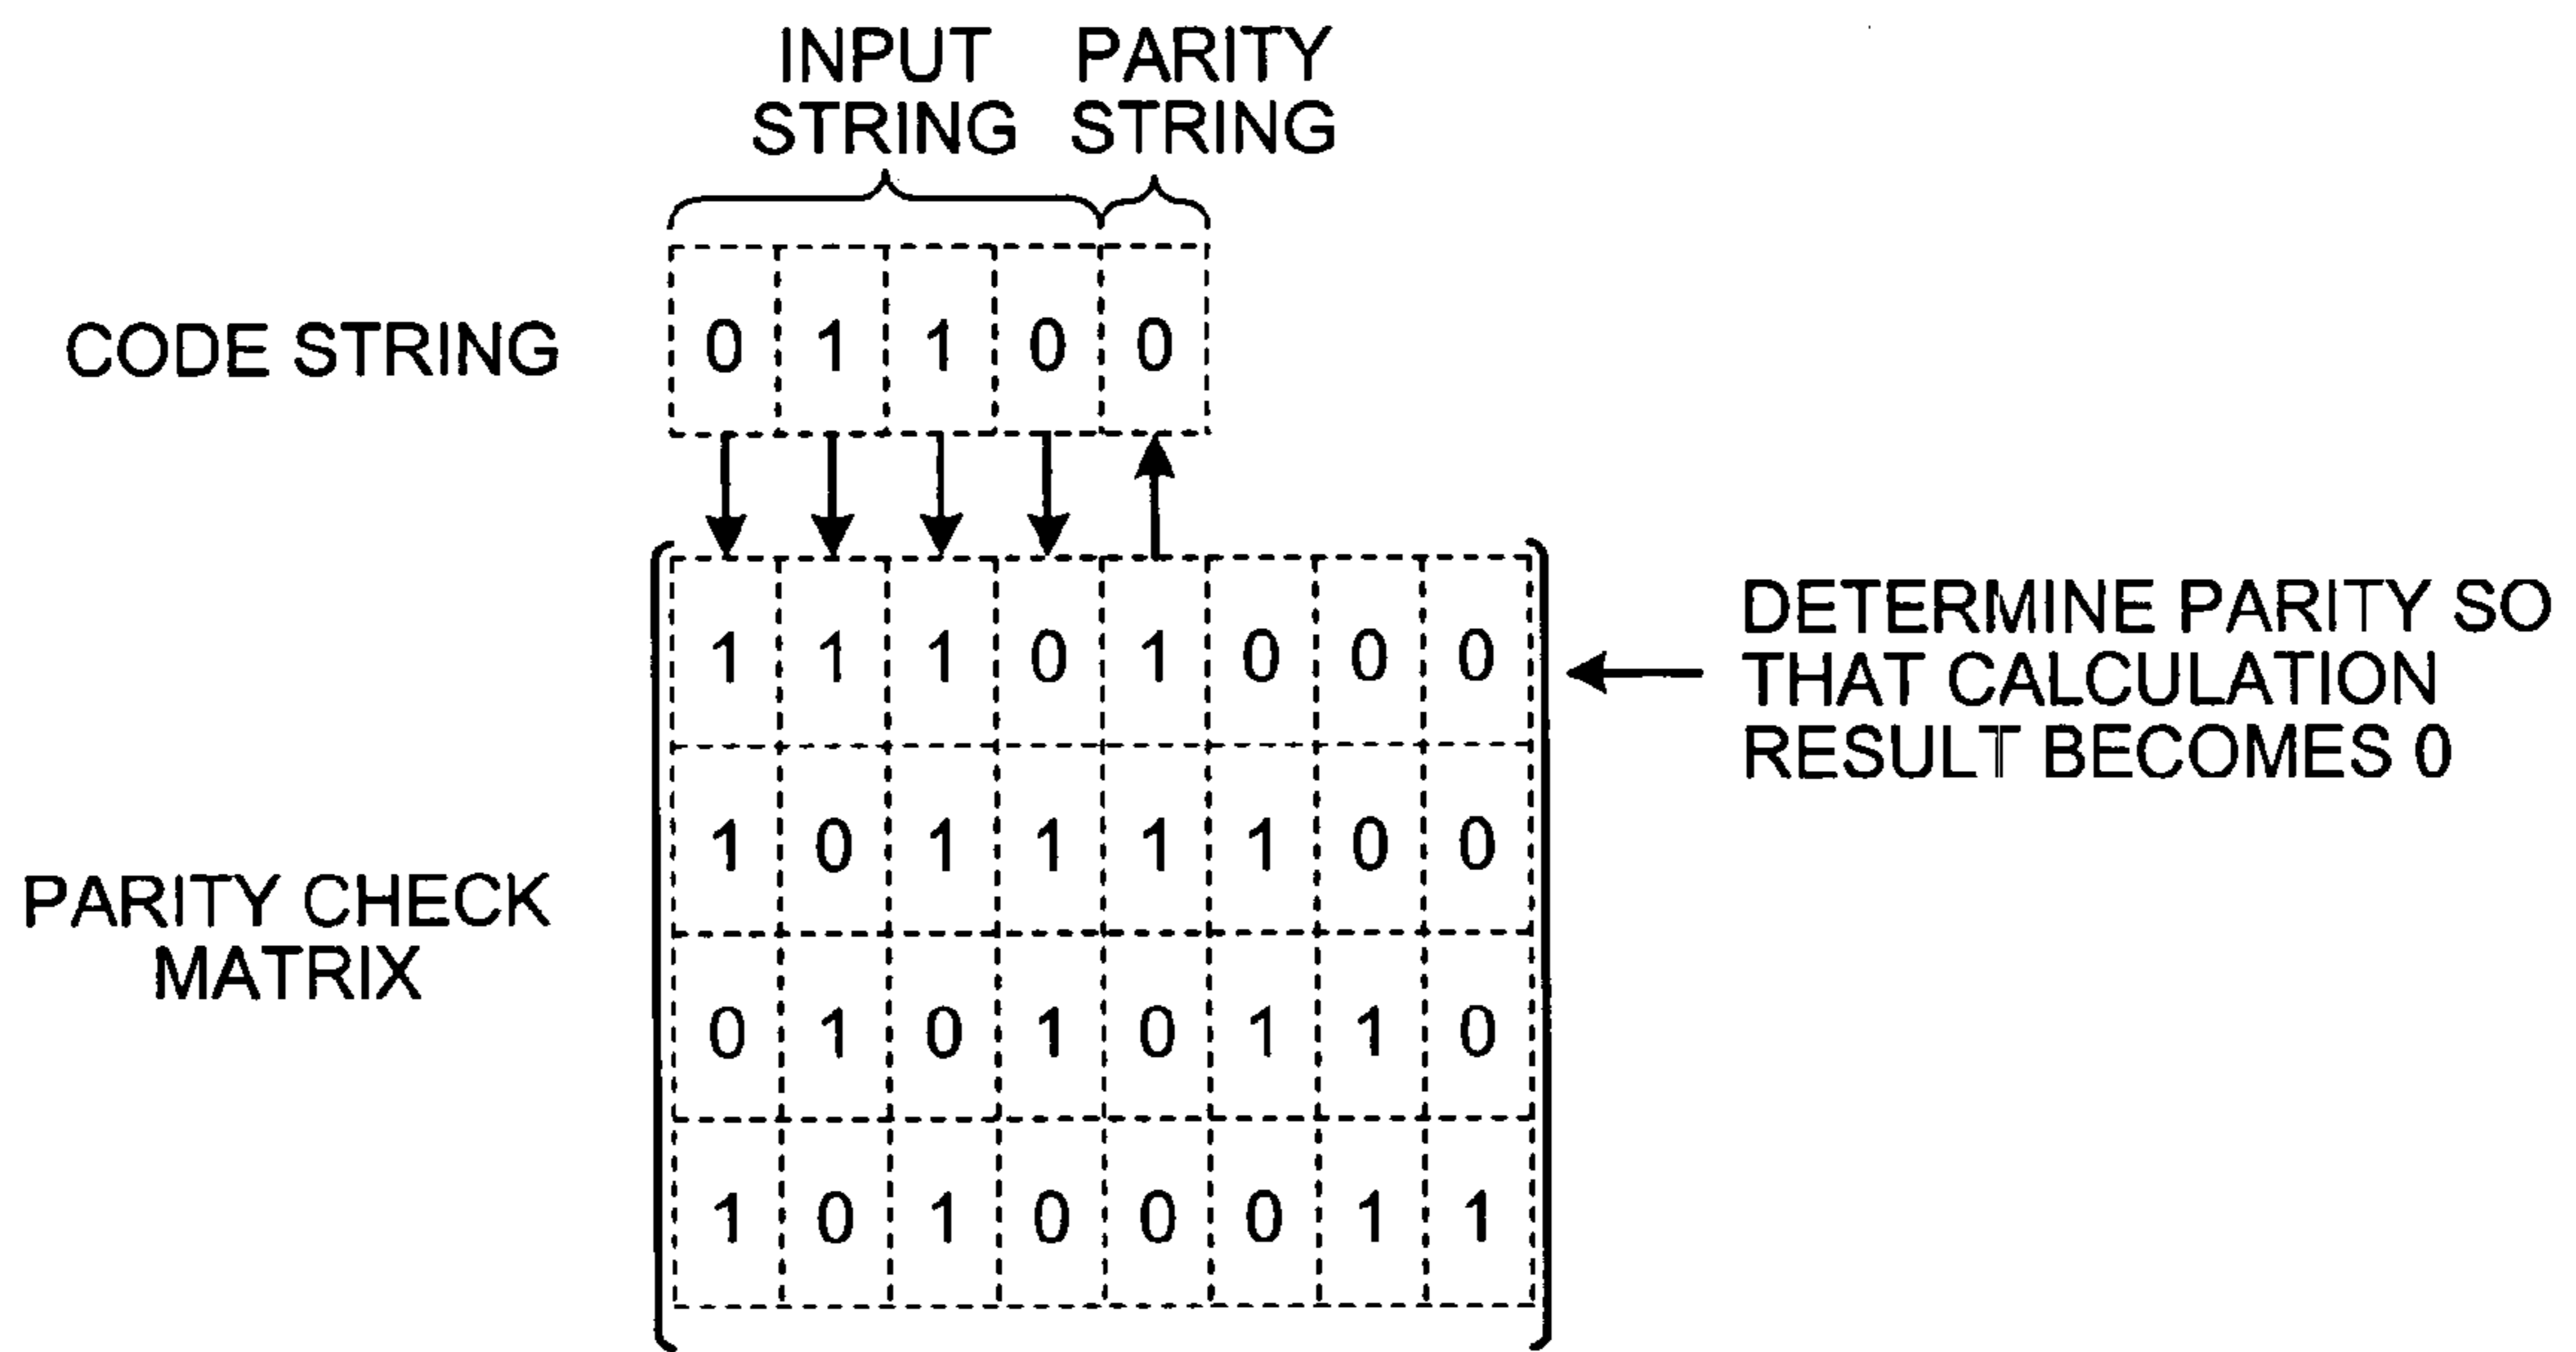 INPUT STRING
PARITY STRING
CODE STRING
0 1 1 0 0
1 1 1 0 1 0 0 0
DETERMINE PARITY SO
THAT CALCULATION
RESULT BECOMES 0
1 0 1 1 1 1 0 0
PARITY CHECK
MATRIX
0 1 0 1 0 1 1 0
1 0 1 0 0 0 1 1